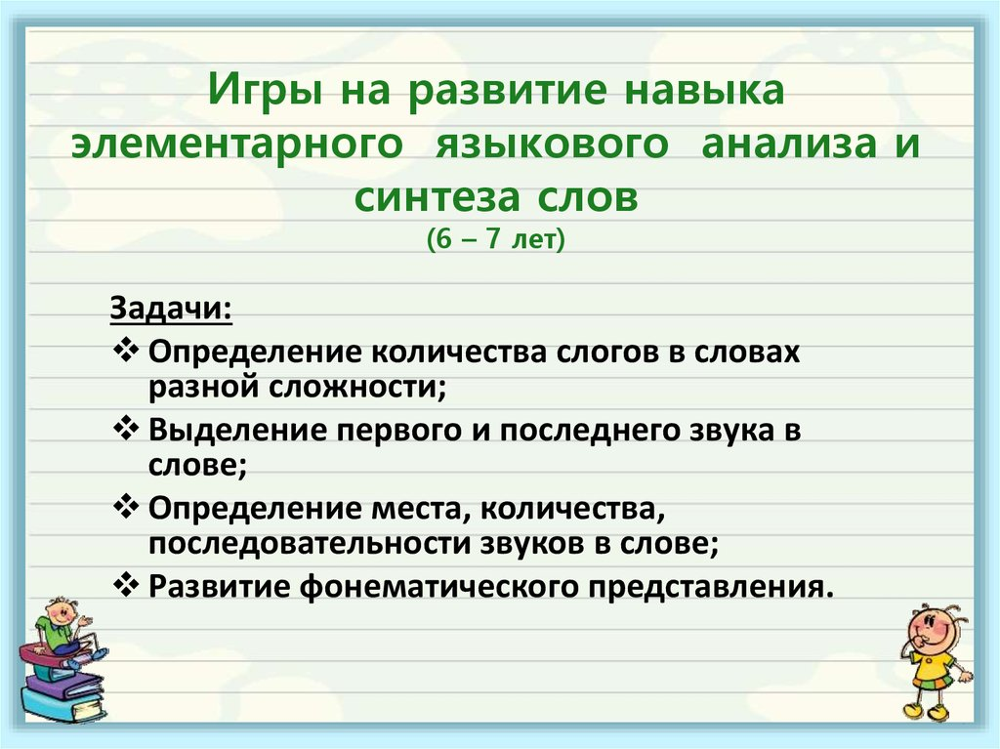 Игры на развитие навыка
элементарного языкового анализа и
синтеза слов
(6 – 7 лет)
Задачи:
❖ Определение количества слогов в словах
разной сложности;
❖ Выделение первого и последнего звука в
слове;
❖ Определение места, количества,
последовательности звуков в слове;
❖ Развитие фонематического представления.